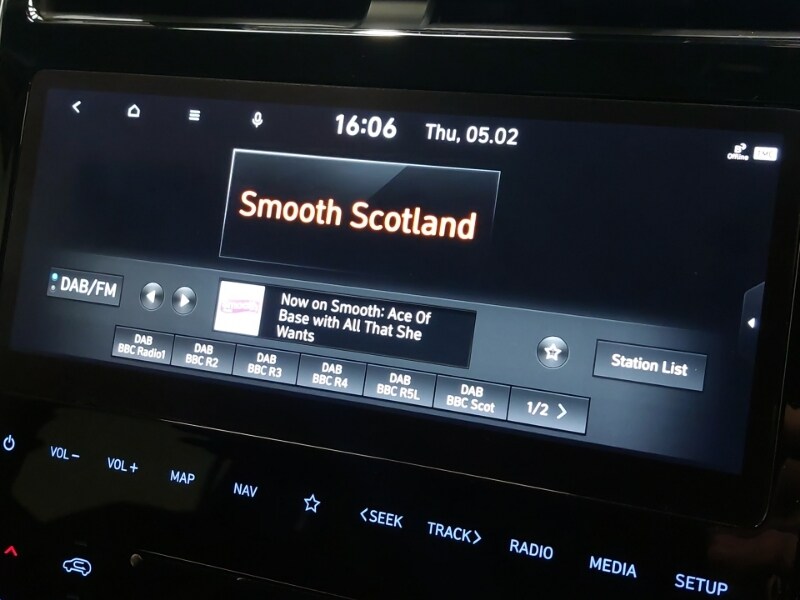 16:06 Thu, 05.02
Offline
Smooth Scotland
DAB/FM
Now on Smooth: Ace Of
Base with All That She
Wants
Station List
DAB
BBC Radio1
DAB
BBC R2
DAB
BBC R3
DAB
BBC R4
DAB
BBC R5L
DAB
BBC Scot
1/2 >
VOL− VOL+ MAP NAV <SEEK TRACK> RADIO MEDIA SETUP